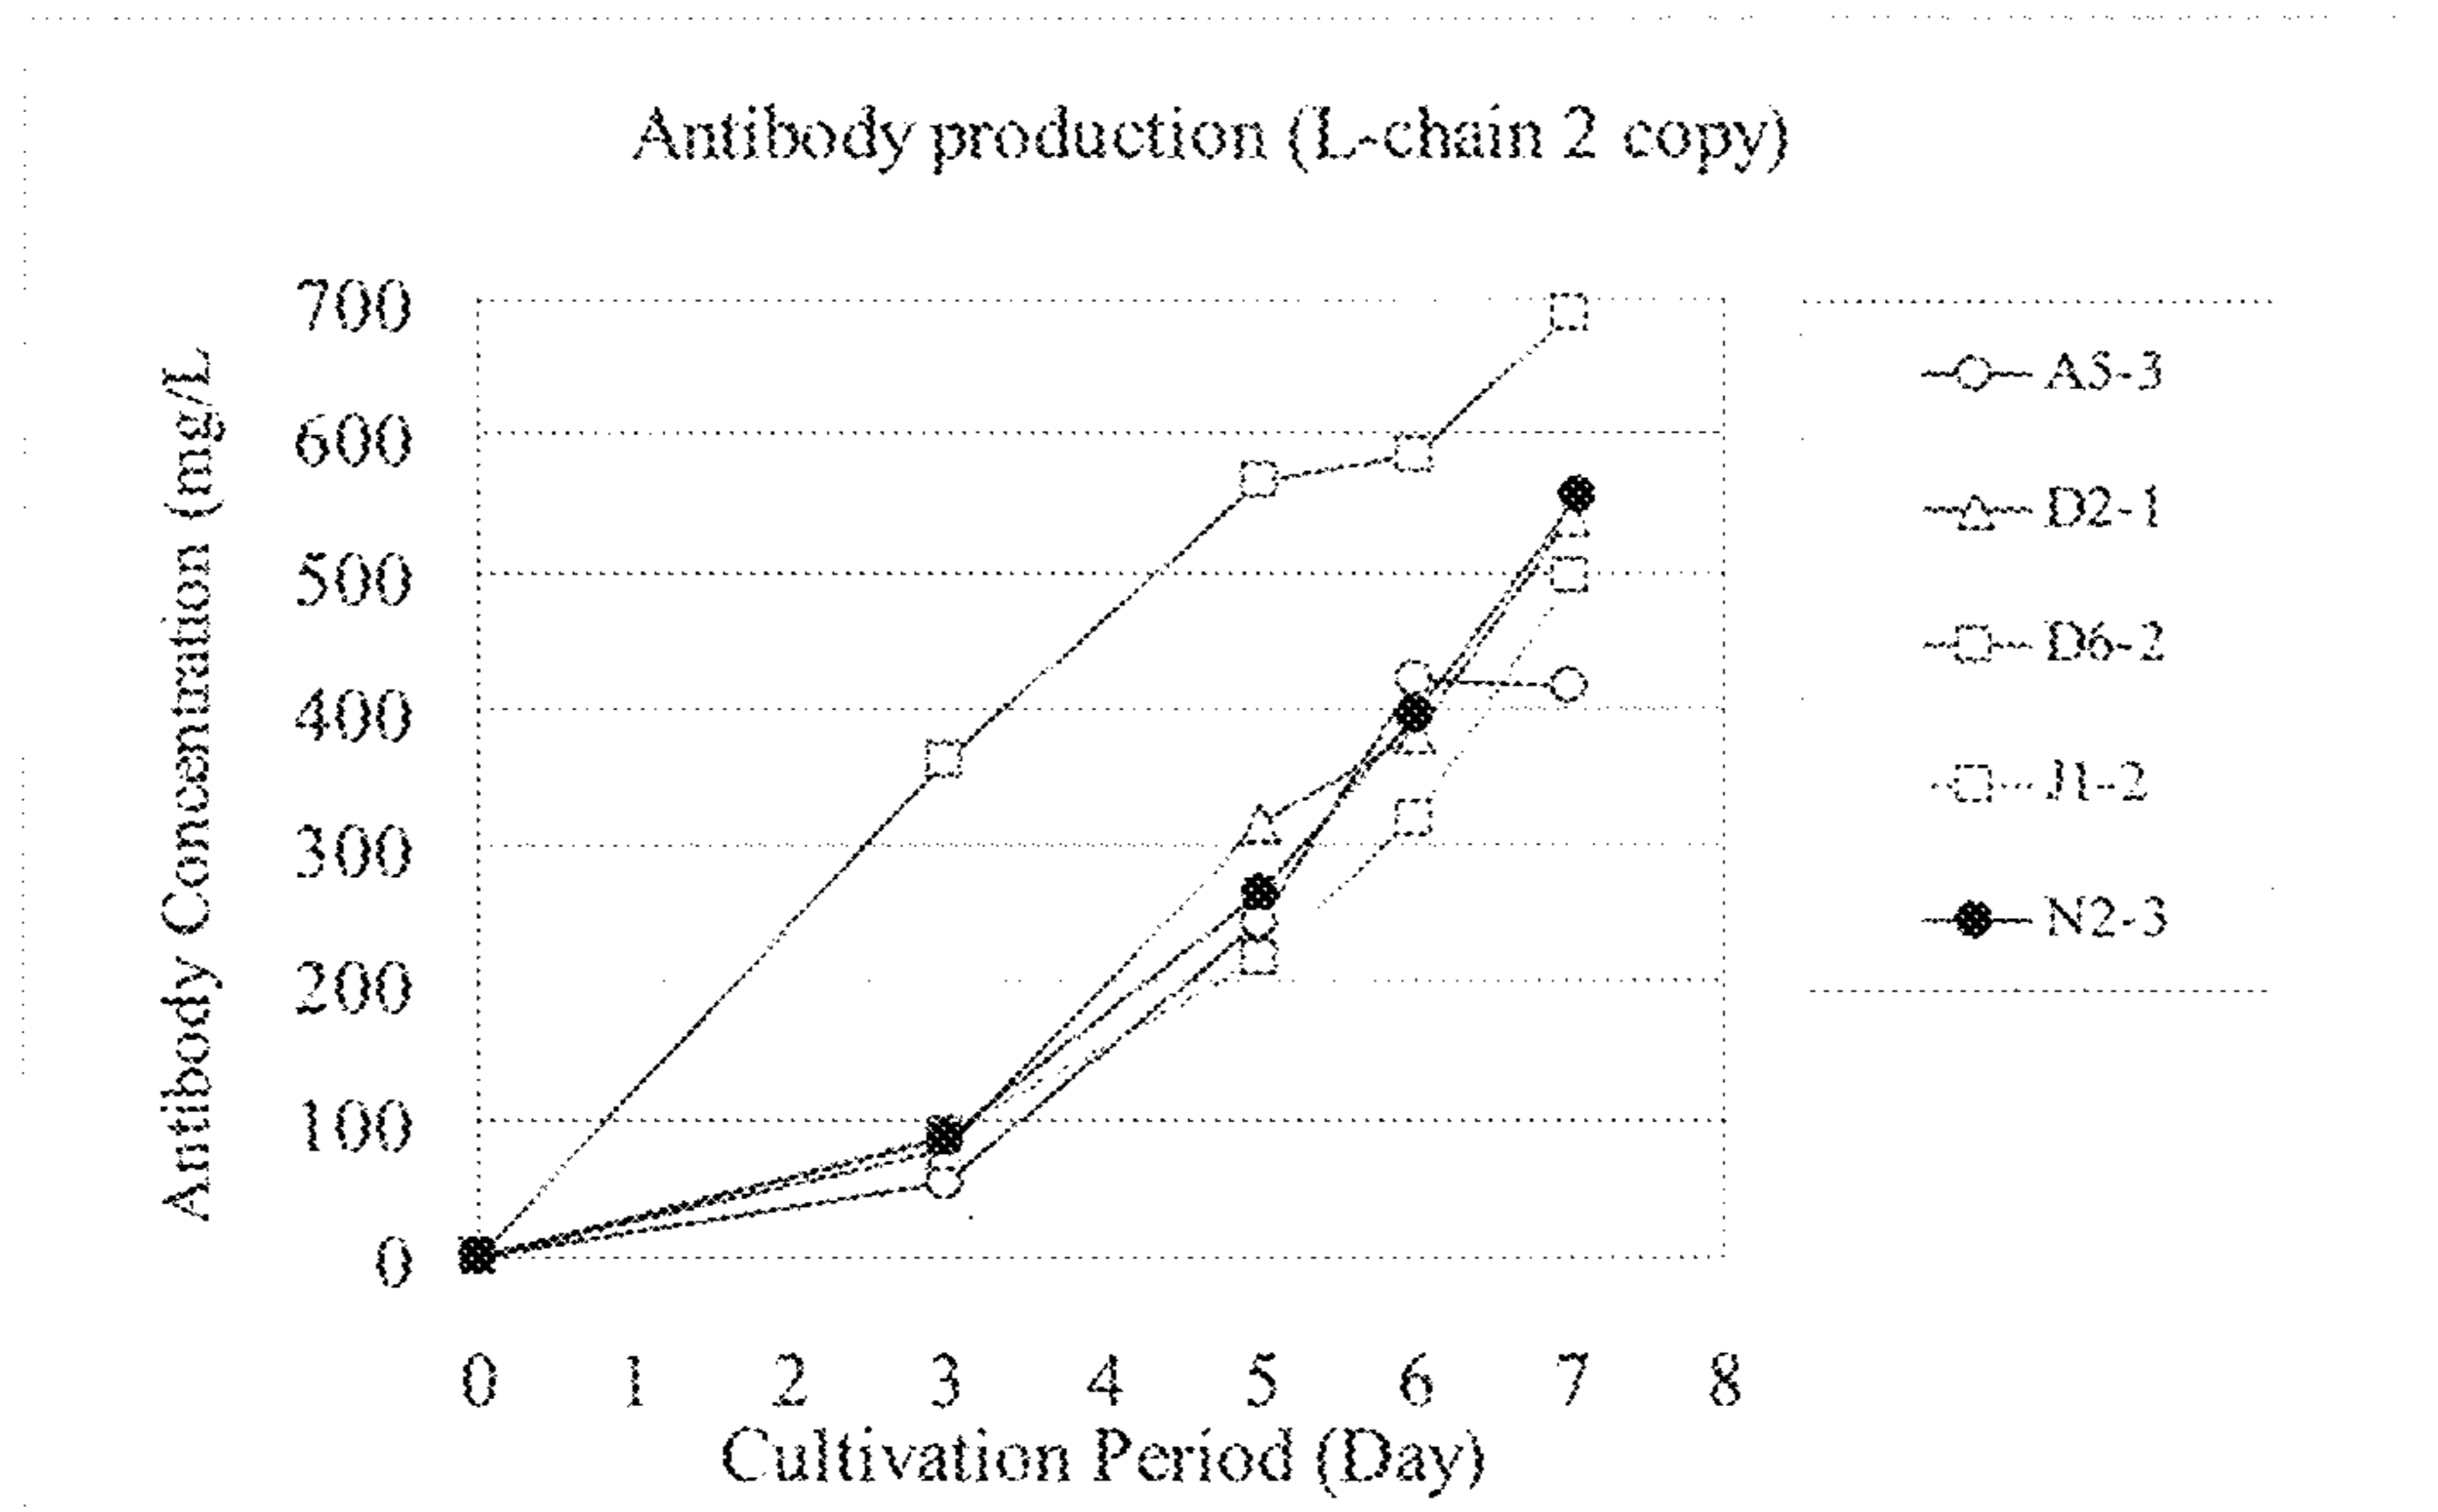 Antibody production (L-chain 2 copy)
Antibody Concentration (mg/L
700
600
500
400
300
200
100
0
0 1 2 3 4 5 6 7 8
Cultivation Period (Day)
A5-3
D2-1
D6-2
J1-2
N2-3